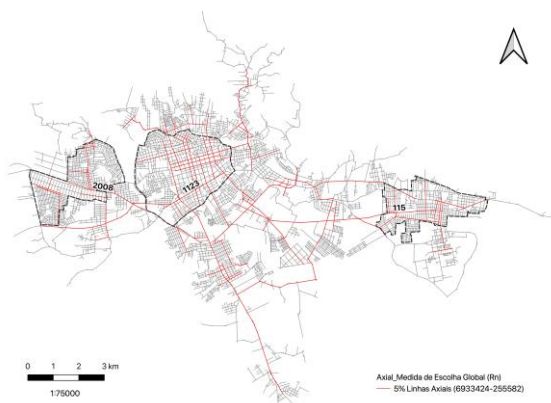 2008
1123
115
0 1 2 3 km
1:75000
Axial_Medida de Escolha Global (Rn)
5% Linhas Axiais (6933424-255582)